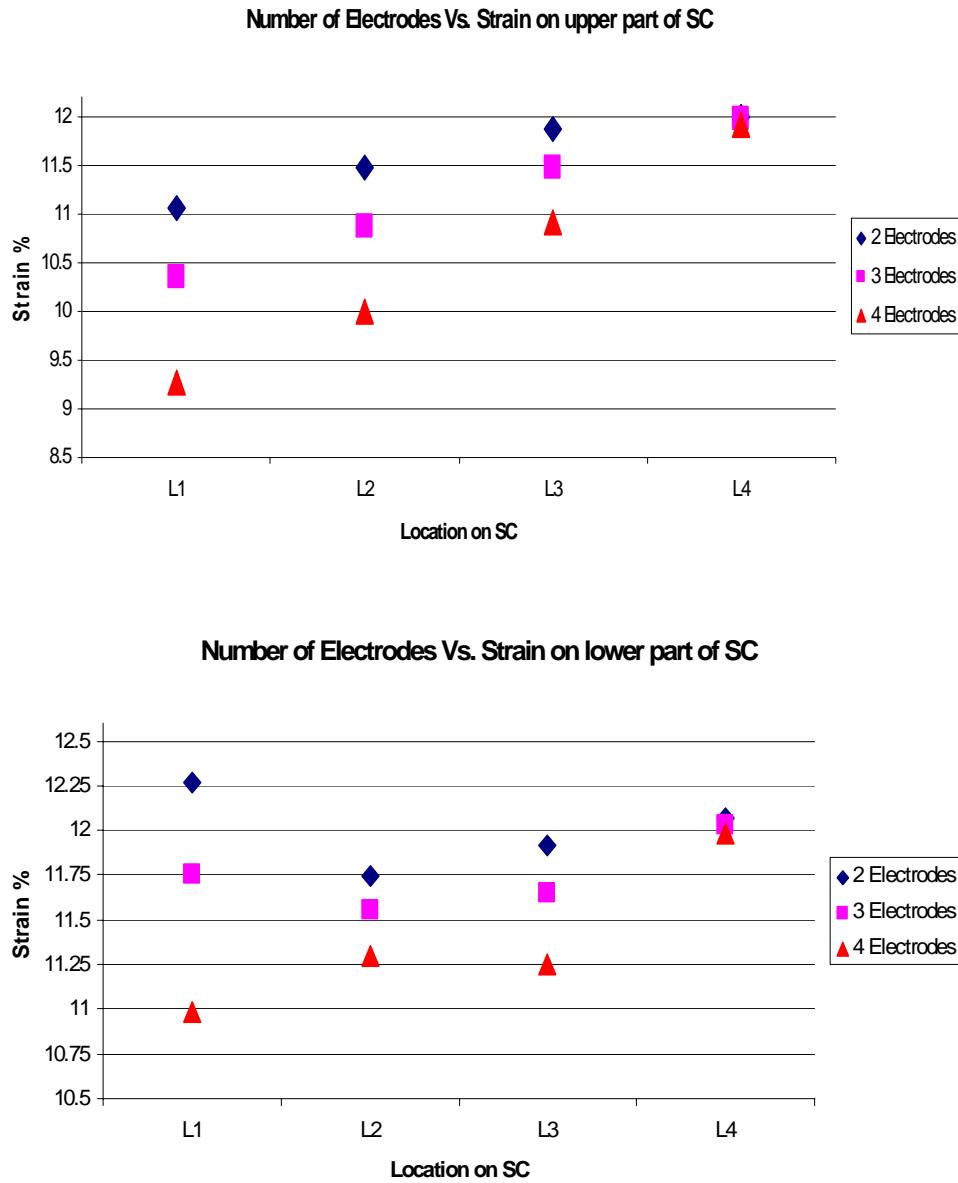 Number of Electrodes Vs. Strain on upper part of SC
12
11.5
11
10.5
10
9.5
9
8.5
Strain %
L1 L2 L3 L4
Location on SC
2 Electrodes
3 Electrodes
4 Electrodes
Number of Electrodes Vs. Strain on lower part of SC
12.5
12.25
12
11.75
11.5
11.25
11
10.75
10.5
Strain %
L1 L2 L3 L4
Location on SC
2 Electrodes
3 Electrodes
4 Electrodes